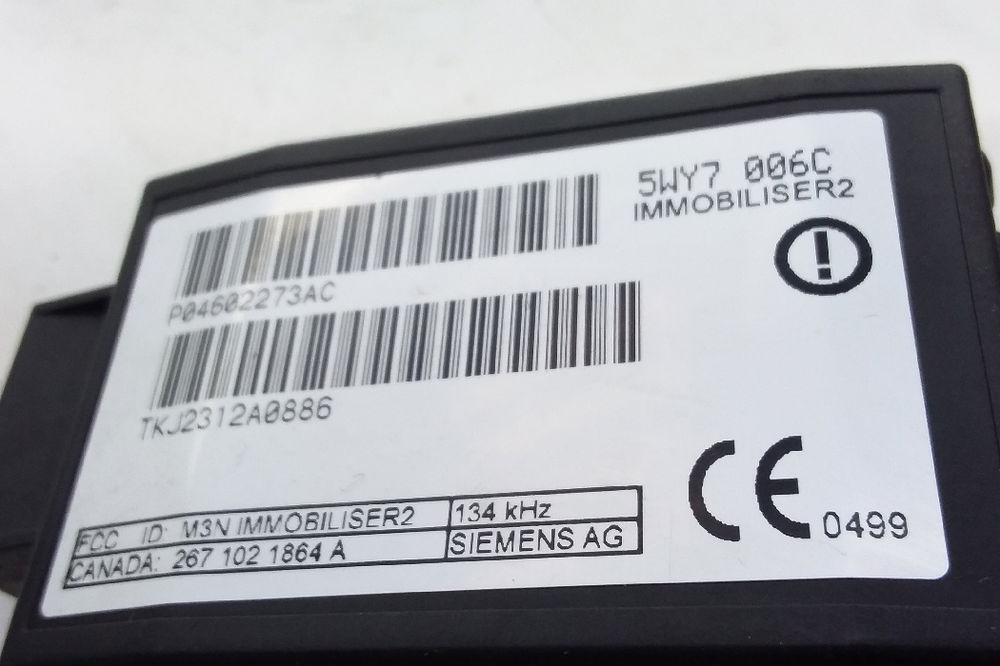 5WY7 006C
IMMOBILISER2
P04602273AC
TKJ2312A0886
CE 0499
FCC ID: M3N IMMOBILISER2 134 kHz
CANADA: 267 102 1864 A SIEMENS AG